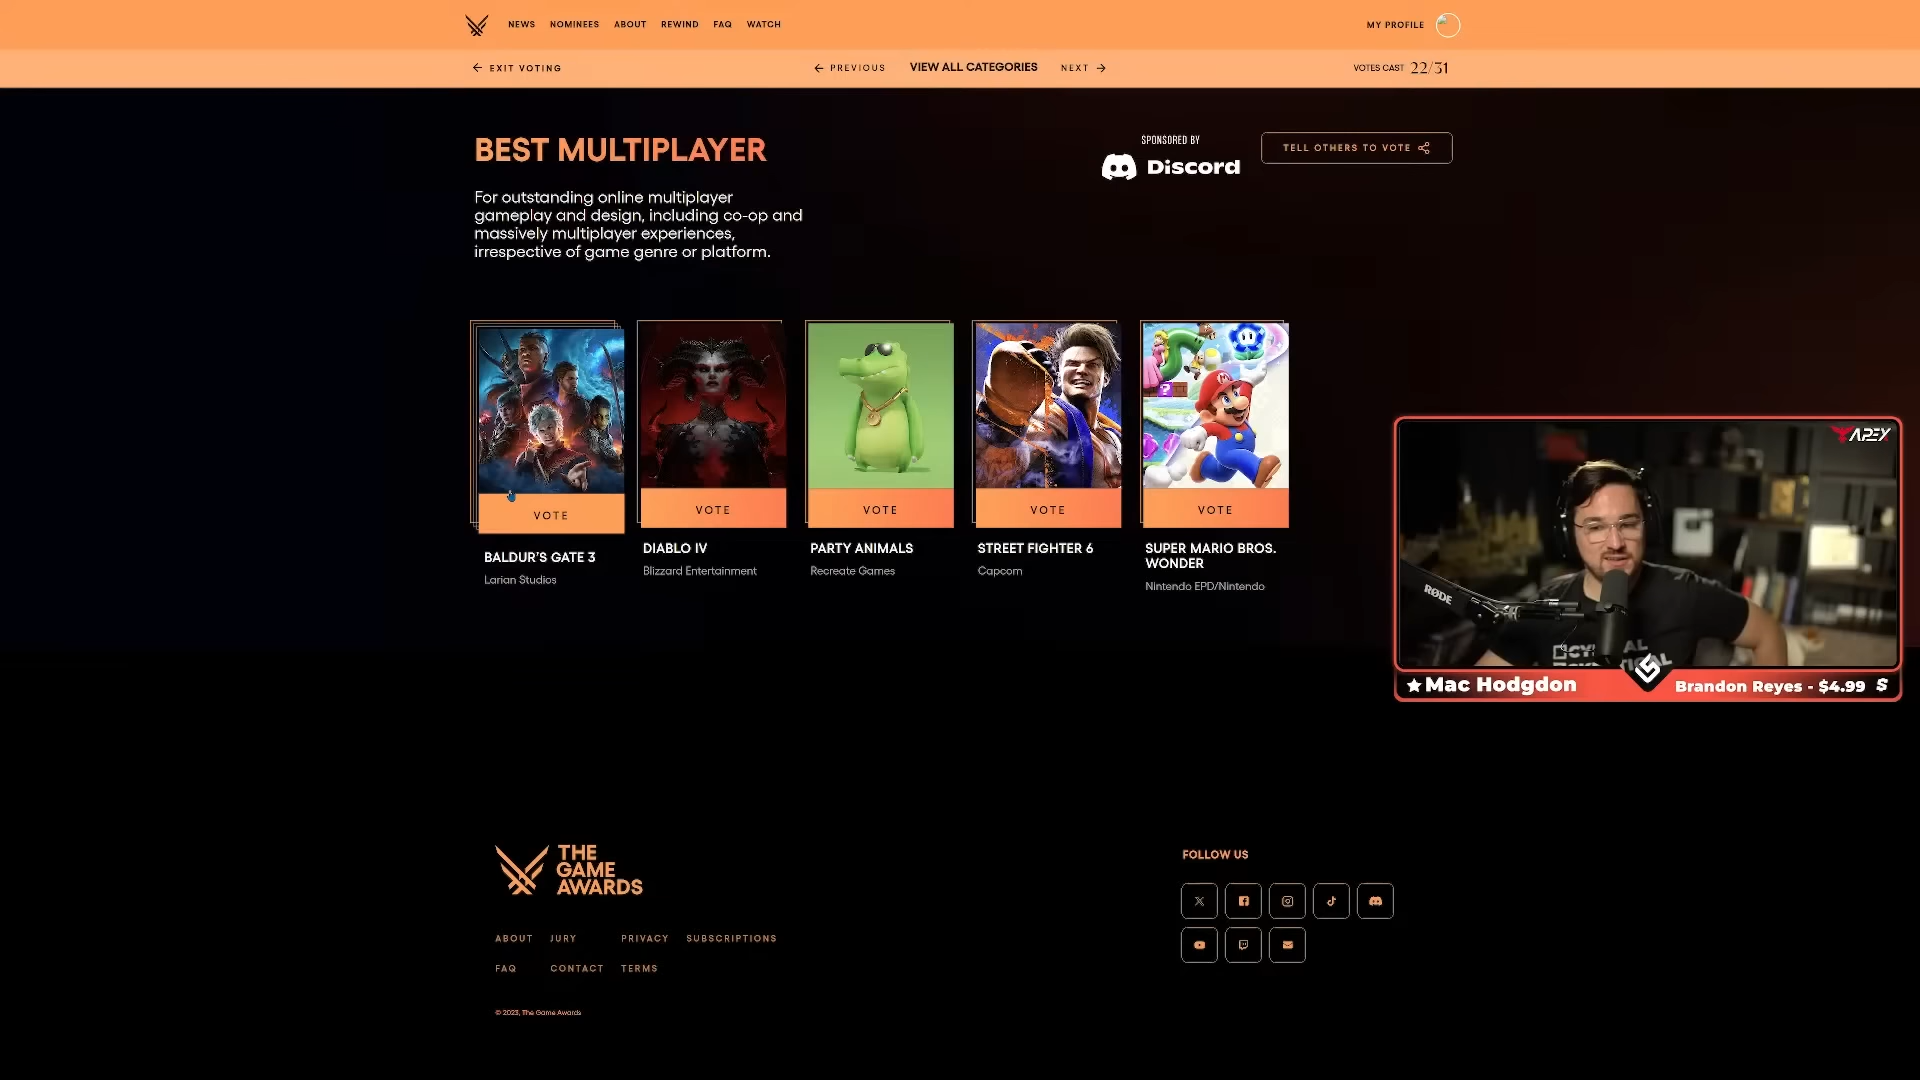 NEWS NOMINEES ABOUT REWIND FAQ WATCH
MY PROFILE
EXIT VOTING
PREVIOUS
VIEW ALL CATEGORIES
NEXT
VOTES CAST 22/31
BEST MULTIPLAYER
For outstanding online multiplayer
gameplay and design, including co-op and
massively multiplayer experiences,
irrespective of game genre or platform.
SPONSORED BY
Discord
TELL OTHERS TO VOTE
VOTE
BALDUR'S GATE 3
Larian Studios
VOTE
DIABLO IV
Blizzard Entertainment
VOTE
PARTY ANIMALS
Recreate Games
VOTE
STREET FIGHTER 6
Capcom
VOTE
SUPER MARIO BROS.
WONDER
Nintendo EPD/Nintendo
APEX
RØDE
Mac Hodgdon
Brandon Reyes - $4.99
THE
GAME
AWARDS
FOLLOW US
ABOUT JURY PRIVACY SUBSCRIPTIONS
FAQ CONTACT TERMS
© 2023, The Game Awards